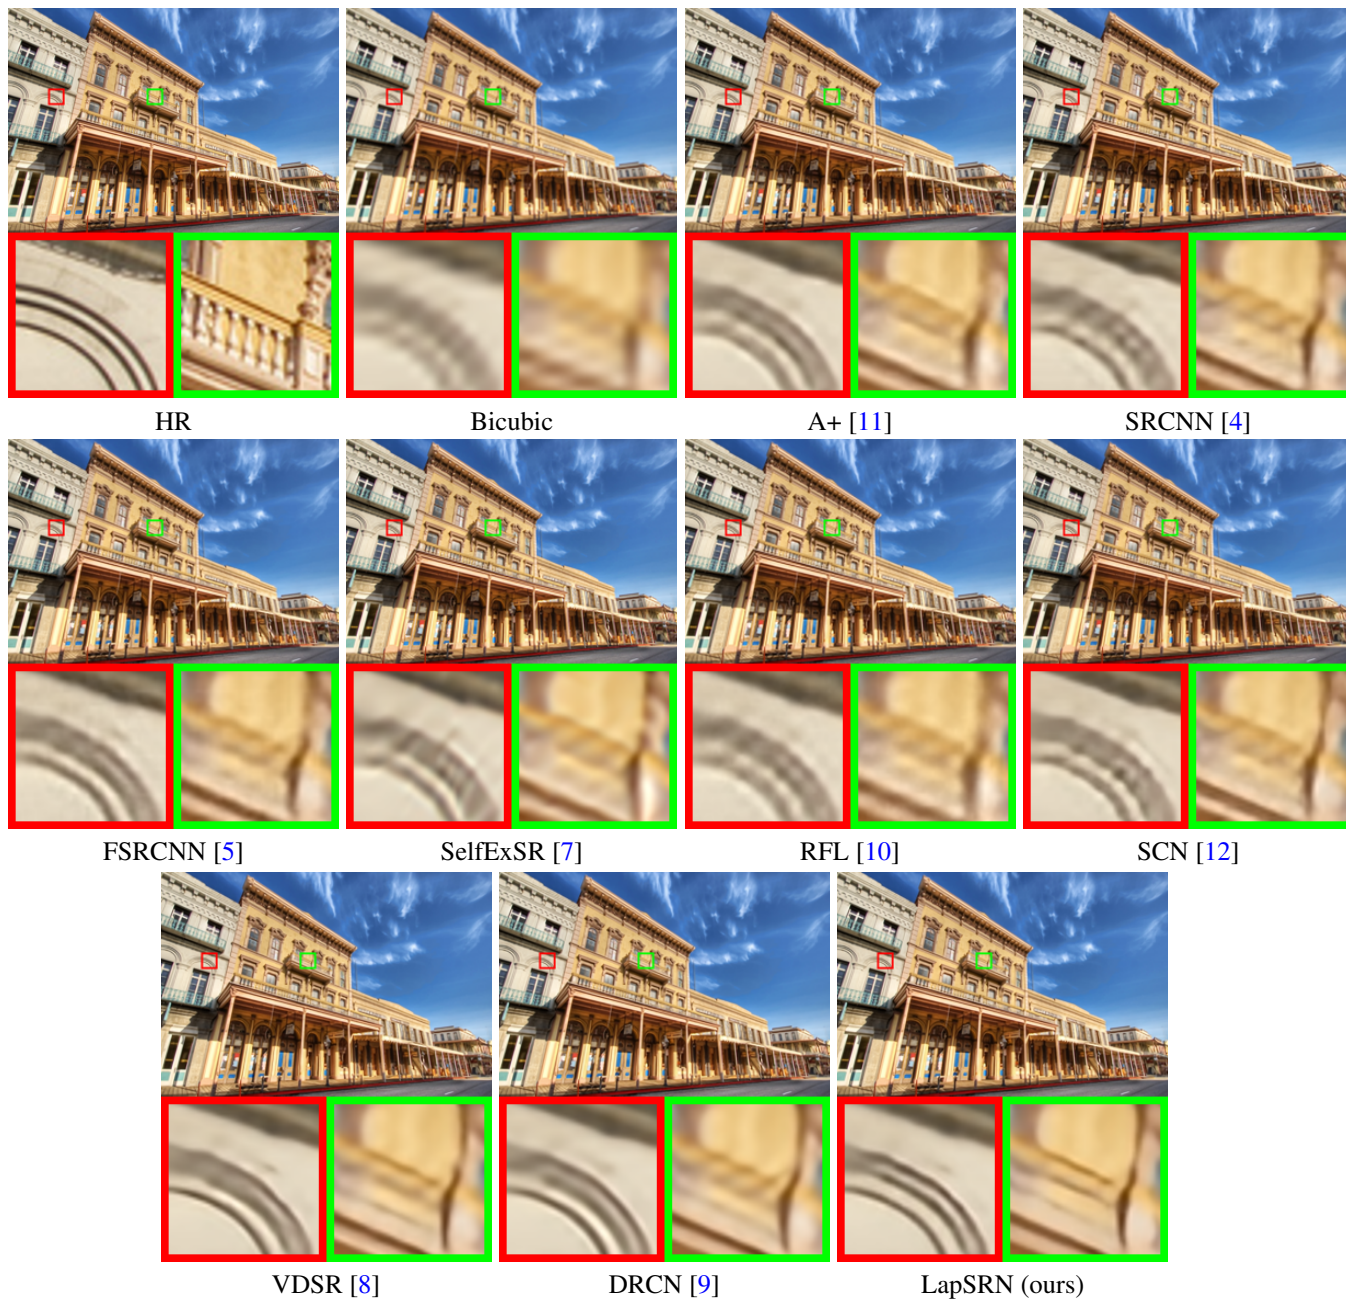 HR Bicubic A+ [11] SRCNN [4]
FSRCNN [5] SelfExSR [7] RFL [10] SCN [12]
VDSR [8] DRCN [9] LapSRN (ours)